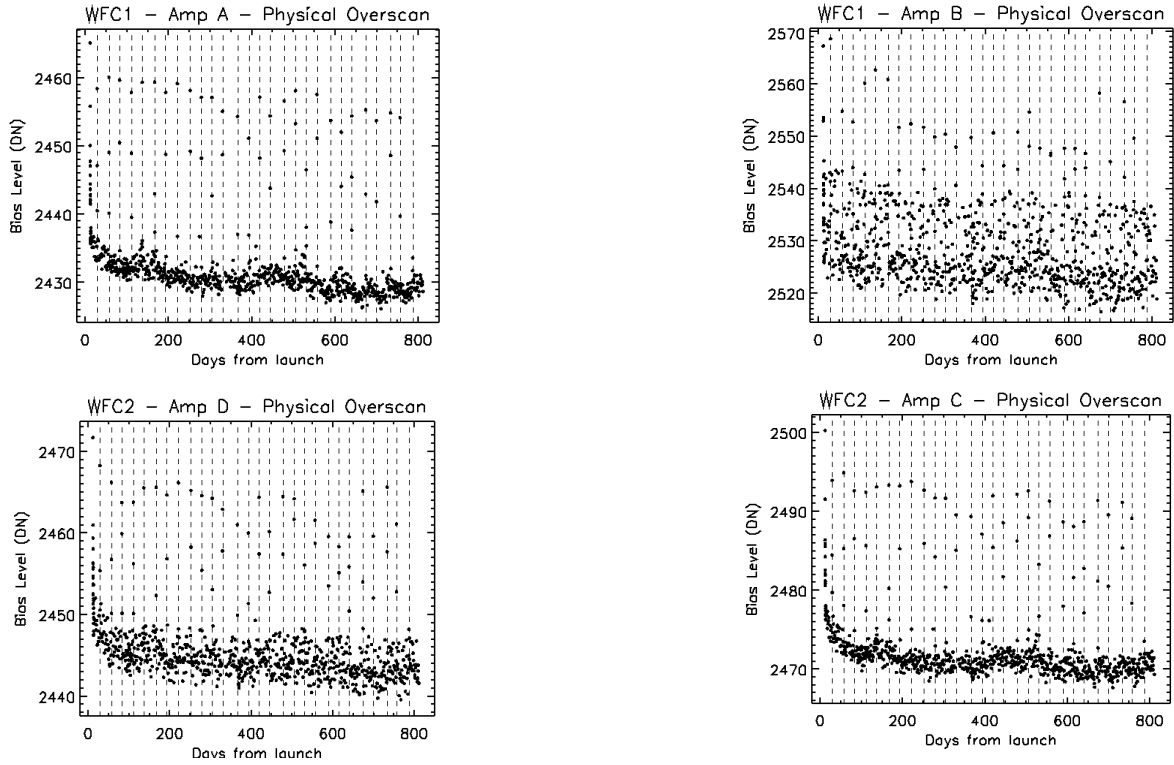 WFC1 - Amp A - Physical Overscan
Bias Level (DN)
2460
2450
2440
2430
0 200 400 600 800
Days from launch
WFC1 - Amp B - Physical Overscan
Bias Level (DN)
2570
2560
2550
2540
2530
2520
0 200 400 600 800
Days from launch
WFC2 - Amp D - Physical Overscan
Bias Level (DN)
2470
2460
2450
2440
0 200 400 600 800
Days from launch
WFC2 - Amp C - Physical Overscan
Bias Level (DN)
2500
2490
2480
2470
0 200 400 600 800
Days from launch